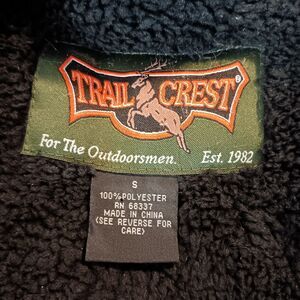 TRAIL CREST®
For The Outdoorsmen. Est. 1982
S
100%POLYESTER
RN 68337
MADE IN CHINA
(SEE REVERSE FOR
CARE)